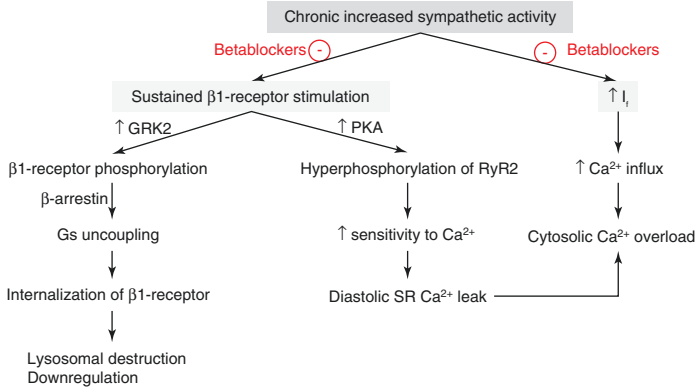 Chronic increased sympathetic activity
Betablockers -
- Betablockers
Sustained β1-receptor stimulation
↑ I_f
↑ GRK2
↑ PKA
β1-receptor phosphorylation
Hyperphosphorylation of RyR2
↑ Ca²⁺ influx
β-arrestin
Gs uncoupling
↑ sensitivity to Ca²⁺
Cytosolic Ca²⁺ overload
Internalization of β1-receptor
Diastolic SR Ca²⁺ leak
Lysosomal destruction
Downregulation